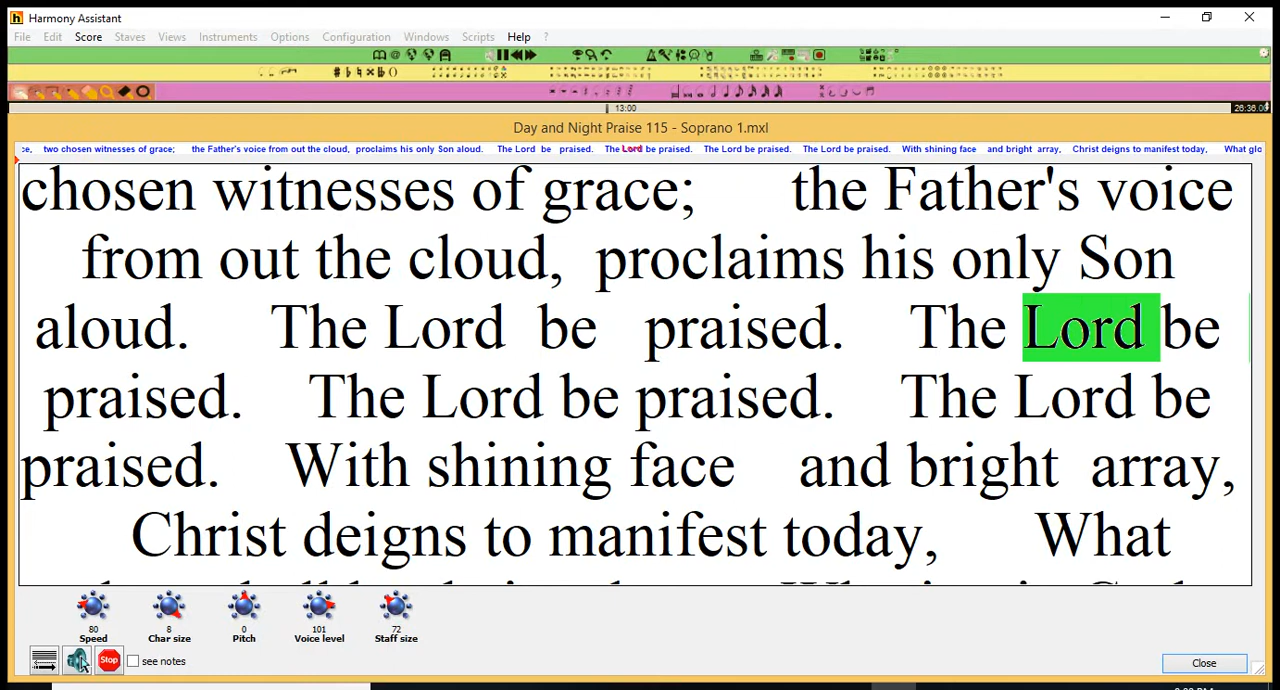 Harmony Assistant
File Edit Score Staves Views Instruments Options Configuration Windows Scripts Help ?
13:00
26:36.00
Day and Night Praise 115 - Soprano 1.mxl
ce, two chosen witnesses of grace; the Father's voice from out the cloud, proclaims his only Son aloud. The Lord be praised. The Lord be praised. The Lord be praised. The Lord be praised. With shining face and bright array, Christ deigns to manifest today, What glo
chosen witnesses of grace; the Father's voice
from out the cloud, proclaims his only Son
aloud. The Lord be praised. The Lord be
praised. The Lord be praised. The Lord be
praised. With shining face and bright array,
Christ deigns to manifest today, What
80 8 0 101 72
Speed Char size Pitch Voice level Staff size
Stop see notes
Close